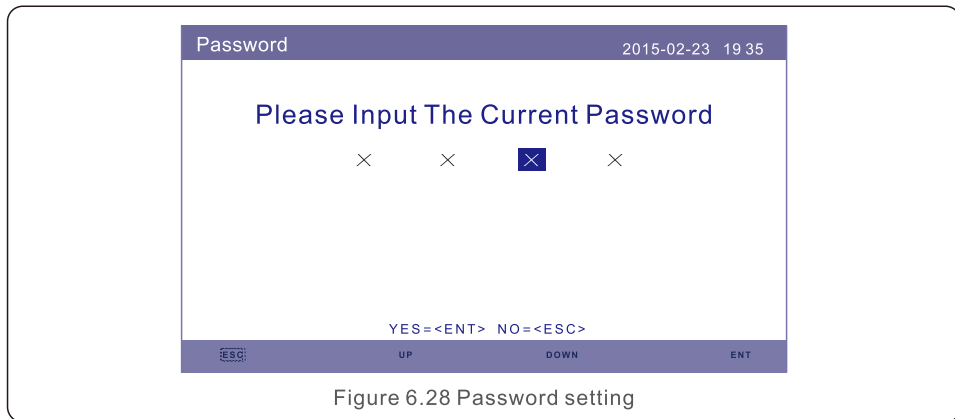 Password 2015-02-23 19 35
Please Input The Current Password
× × × ×
YES=<ENT> NO=<ESC>
ESC UP DOWN ENT
Figure 6.28 Password setting